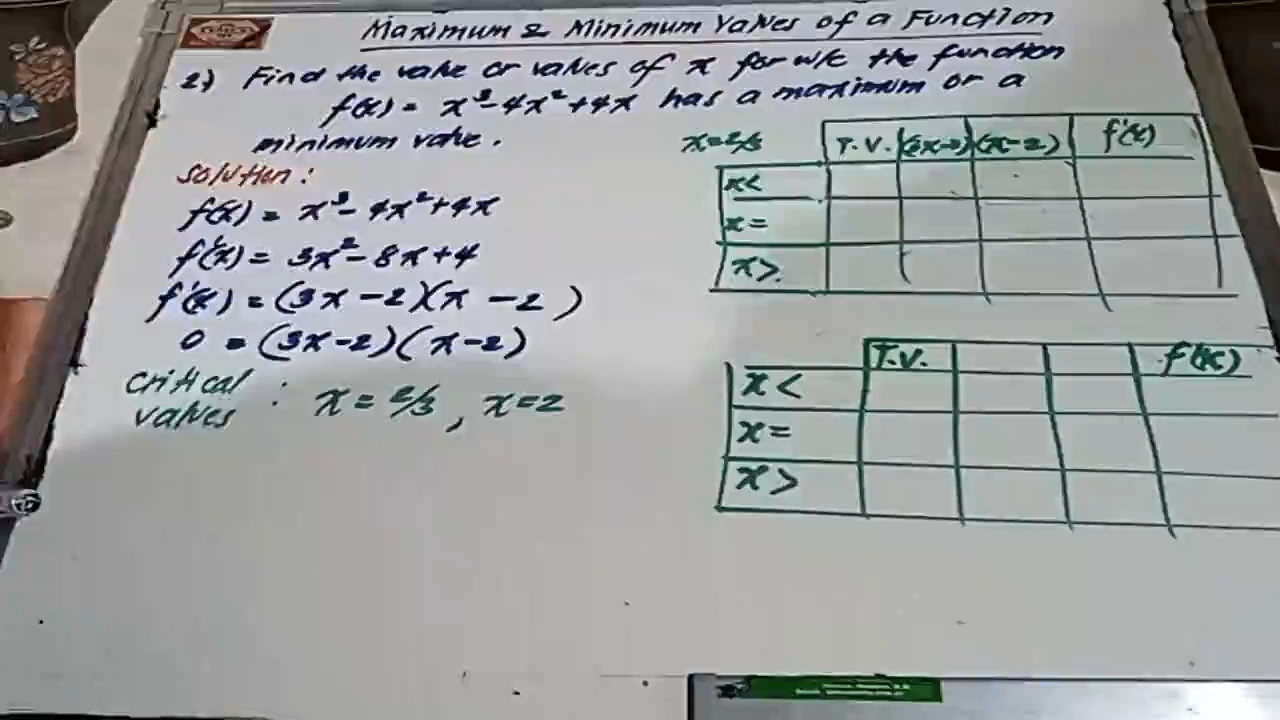 Maximum & Minimum Values of a Function
2) Find the value or values of x for w/c the function
f(x) = x³ - 4x² + 4x has a maximum or a
minimum value.
Solution:
f(x) = x³ - 4x² + 4x
f'(x) = 3x² - 8x + 4
f'(x) = (3x - 2)(x - 2)
0 = (3x - 2)(x - 2)
Critical values : x = 2/3, x = 2
x = 2/3
T.V. (3x-2) (x-2) f'(x)
x <
x =
x >
T.V. f'(x)
x <
x =
x >